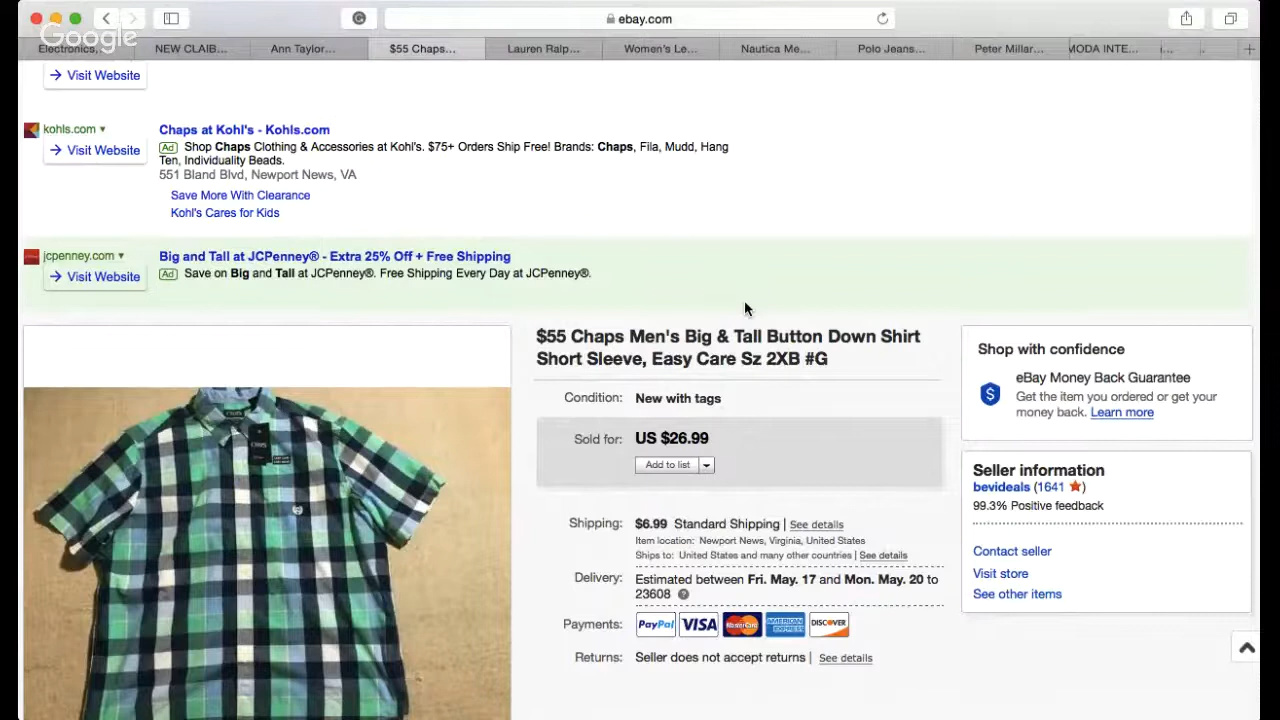 ebay.com
Google
Electronics,
NEW CLAIB...
Ann Taylor...
$55 Chaps...
Lauren Ralp...
Women's Le...
Nautica Me...
Polo Jeans...
Peter Millar...
MODA INTE...
→ Visit Website
kohls.com
→ Visit Website
Chaps at Kohl's - Kohls.com
Ad Shop Chaps Clothing & Accessories at Kohl's. $75+ Orders Ship Free! Brands: Chaps, Fila, Mudd, Hang
Ten, Individuality Beads.
551 Bland Blvd, Newport News, VA
Save More With Clearance
Kohl's Cares for Kids
jcpenney.com
→ Visit Website
Big and Tall at JCPenney® - Extra 25% Off + Free Shipping
Ad Save on Big and Tall at JCPenney®. Free Shipping Every Day at JCPenney®.
$55 Chaps Men's Big & Tall Button Down Shirt
Short Sleeve, Easy Care Sz 2XB #G
Condition: New with tags
Sold for: US $26.99
Add to list
Shipping: $6.99 Standard Shipping | See details
Item location: Newport News, Virginia, United States
Ships to: United States and many other countries | See details
Delivery: Estimated between Fri. May. 17 and Mon. May. 20 to
23608
Payments: PayPal VISA MasterCard AMERICAN EXPRESS DISCOVER
Returns: Seller does not accept returns | See details
Shop with confidence
eBay Money Back Guarantee
Get the item you ordered or get your
money back. Learn more
Seller information
bevideals (1641 ★)
99.3% Positive feedback
Contact seller
Visit store
See other items
CHAPS